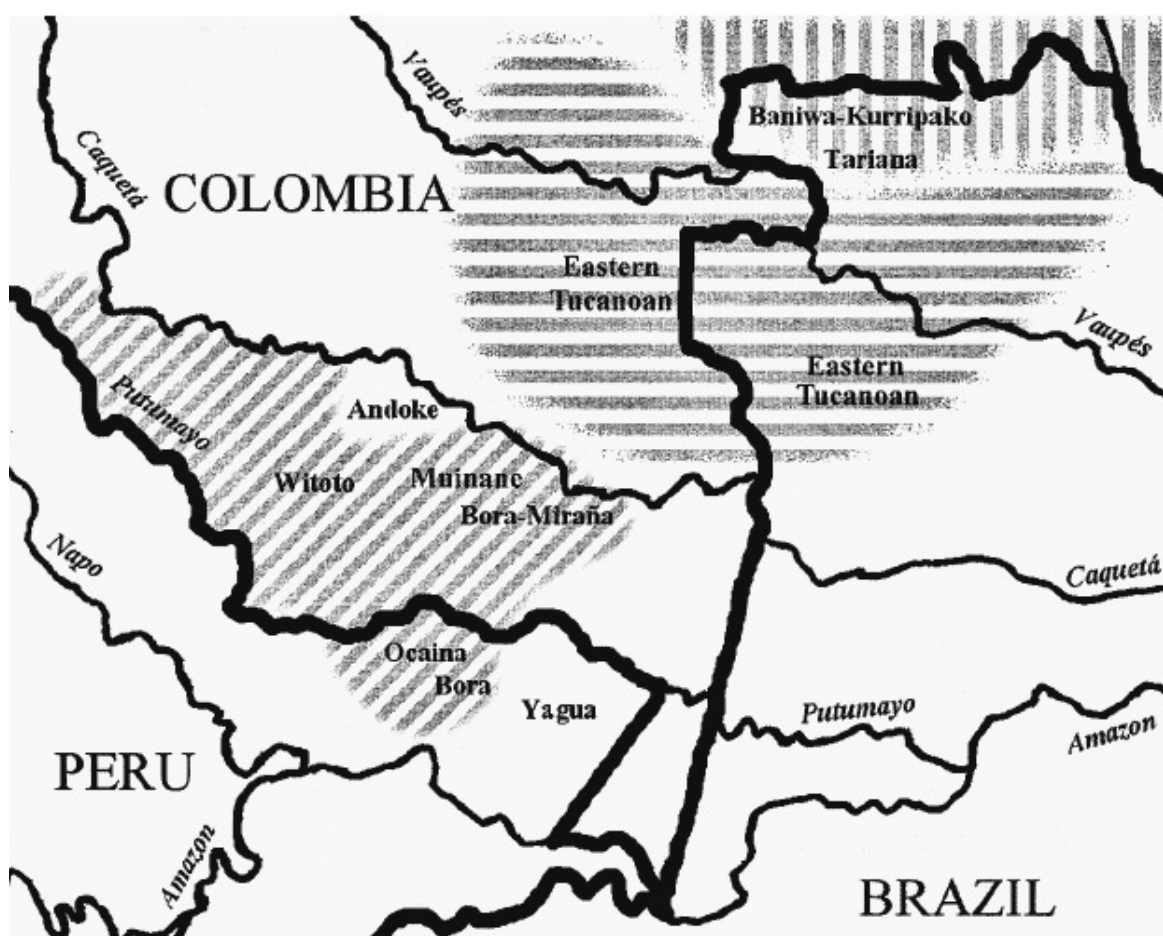 Vaupés
Baniwa-Kurripako
Tariana
Caquetá
COLOMBIA
Eastern
Tucanoan
Vaupés
Eastern
Tucanoan
Putumayo
Andoke
Witoto
Muinane
Bora-Miraña
Napo
Caquetá
Ocaina
Bora
Yagua
Putumayo
Amazon
PERU
Amazon
BRAZIL